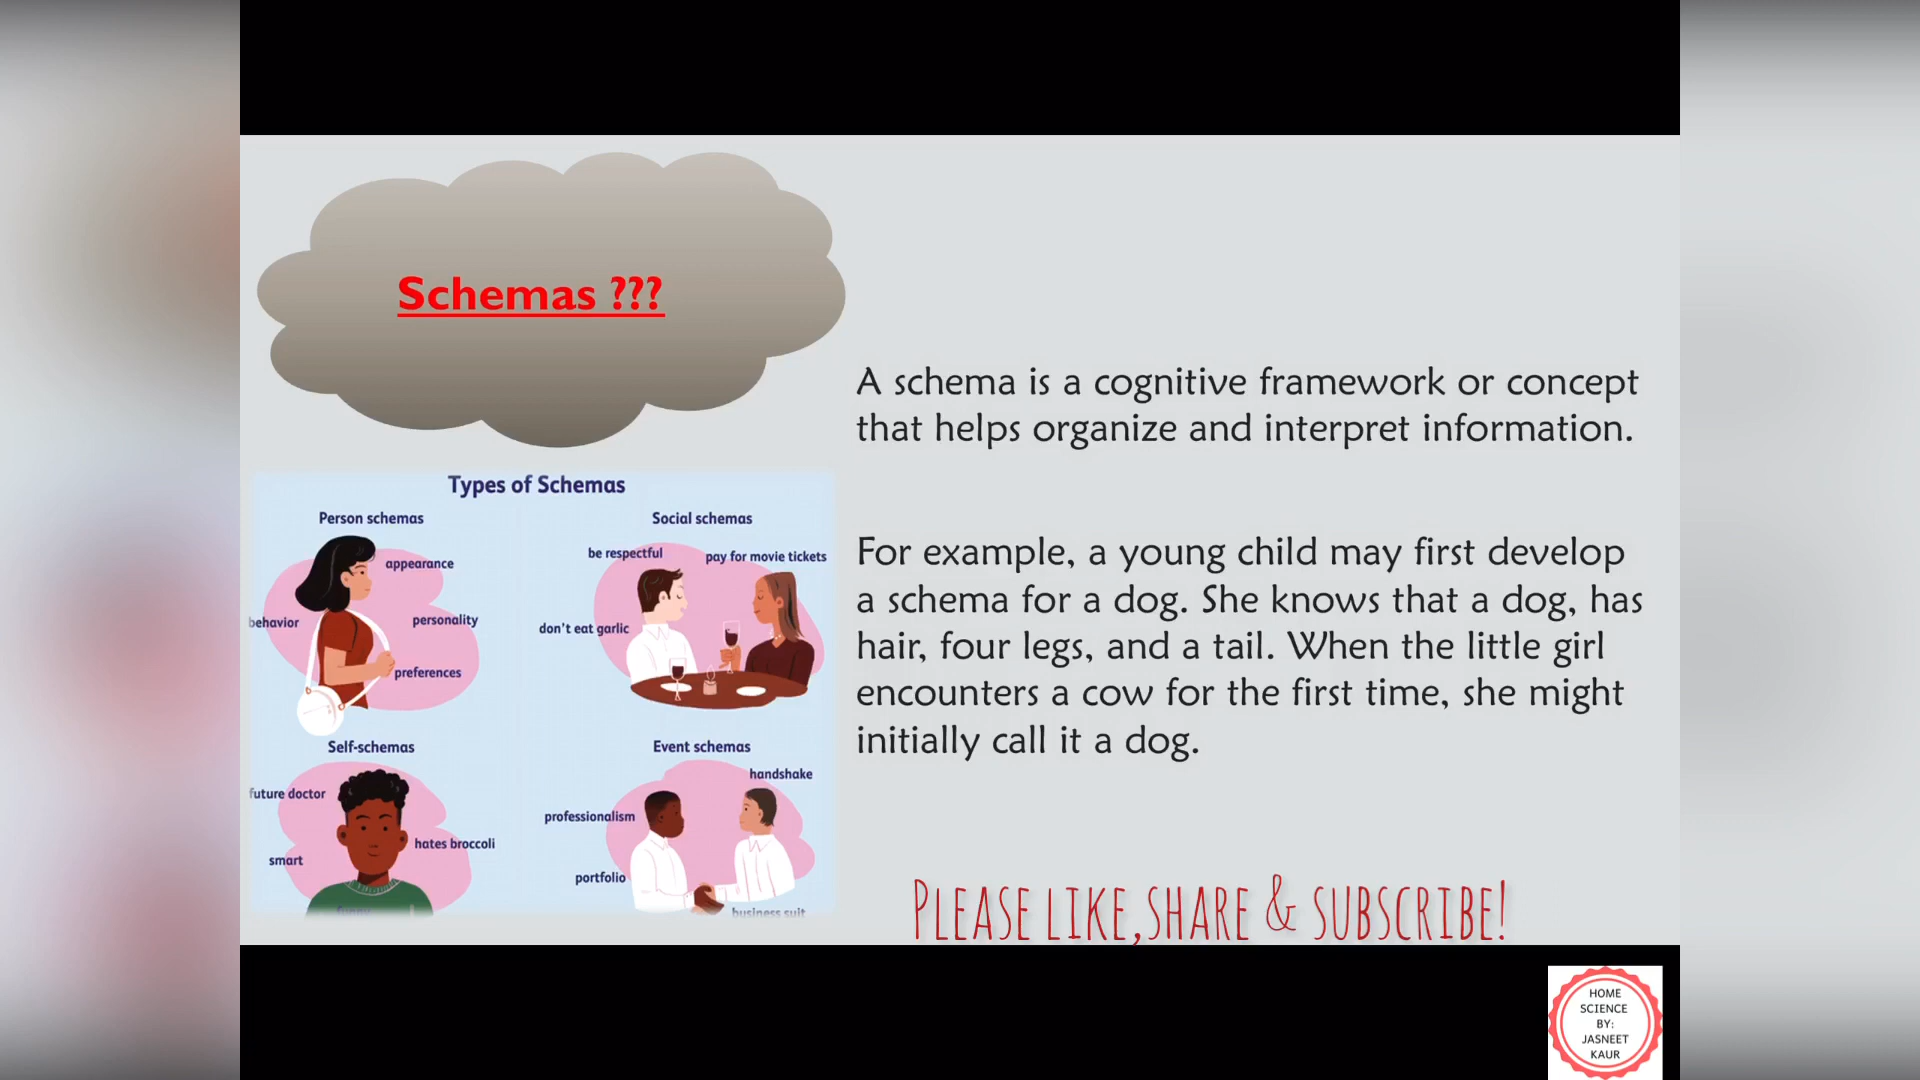 Schemas ???
A schema is a cognitive framework or concept
that helps organize and interpret information.
For example, a young child may first develop
a schema for a dog. She knows that a dog, has
hair, four legs, and a tail. When the little girl
encounters a cow for the first time, she might
initially call it a dog.
Types of Schemas
Person schemas
appearance
behavior
personality
preferences
Social schemas
be respectful
pay for movie tickets
don't eat garlic
Self-schemas
future doctor
hates broccoli
smart
Event schemas
handshake
professionalism
portfolio
business suit
PLEASE LIKE,SHARE & SUBSCRIBE!
HOME
SCIENCE
BY:
JASNEET
KAUR